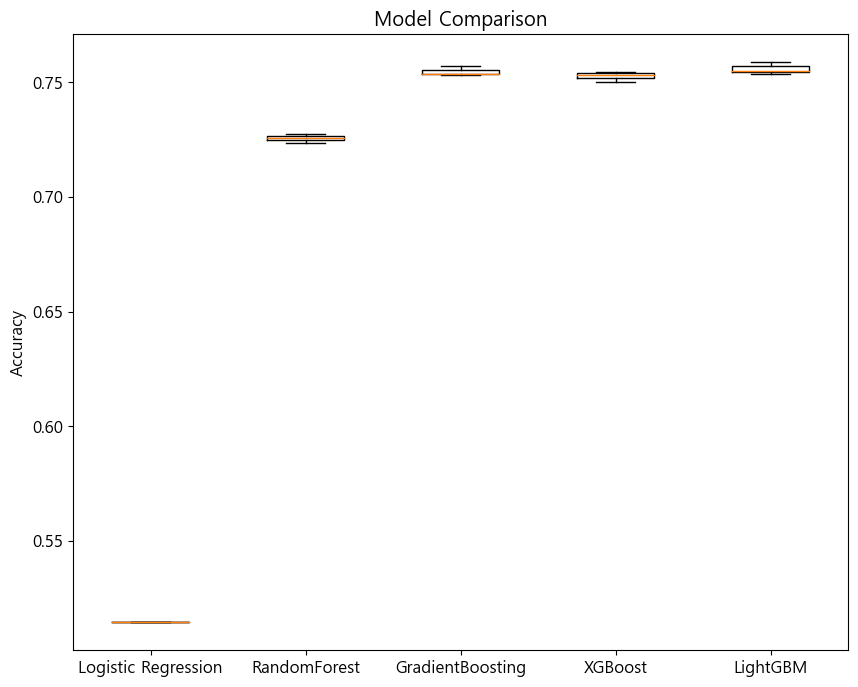 Model Comparison
Accuracy
0.75
0.70
0.65
0.60
0.55
Logistic Regression
RandomForest
GradientBoosting
XGBoost
LightGBM